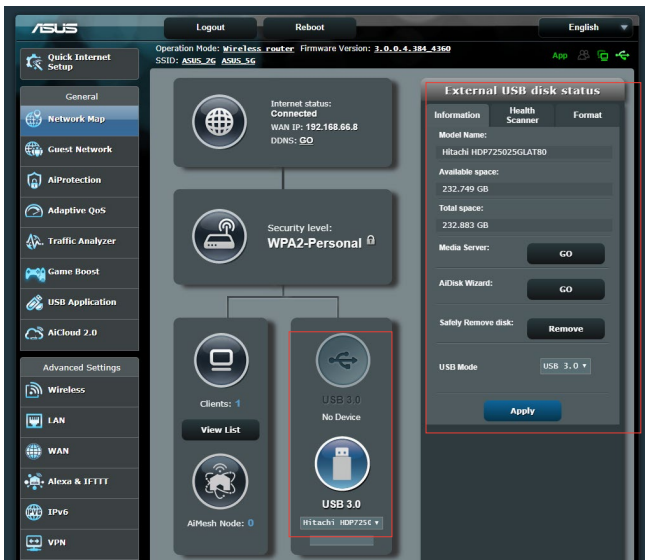 ASUS
Logout
Reboot
English
Quick Internet
Setup
Operation Mode: Wireless router Firmware Version: 3.0.0.4.384_4360
SSID: ASUS_2G ASUS_5G
App
General
Network Map
Guest Network
AiProtection
Adaptive QoS
Traffic Analyzer
Game Boost
USB Application
AiCloud 2.0
Advanced Settings
Wireless
LAN
WAN
Alexa & IFTTT
IPv6
VPN
Internet status:
Connected
WAN IP: 192.168.66.8
DDNS: GO
Security level:
WPA2-Personal
Clients: 1
View List
AiMesh Node: 0
USB 3.0
No Device
USB 3.0
Hitachi HDP725C
External USB disk status
Information
Health
Scanner
Format
Model Name:
Hitachi HDP725025GLAT80
Available space:
232.749 GB
Total space:
232.883 GB
Media Server:
GO
AiDisk Wizard:
GO
Safely Remove disk:
Remove
USB Mode
USB 3.0
Apply